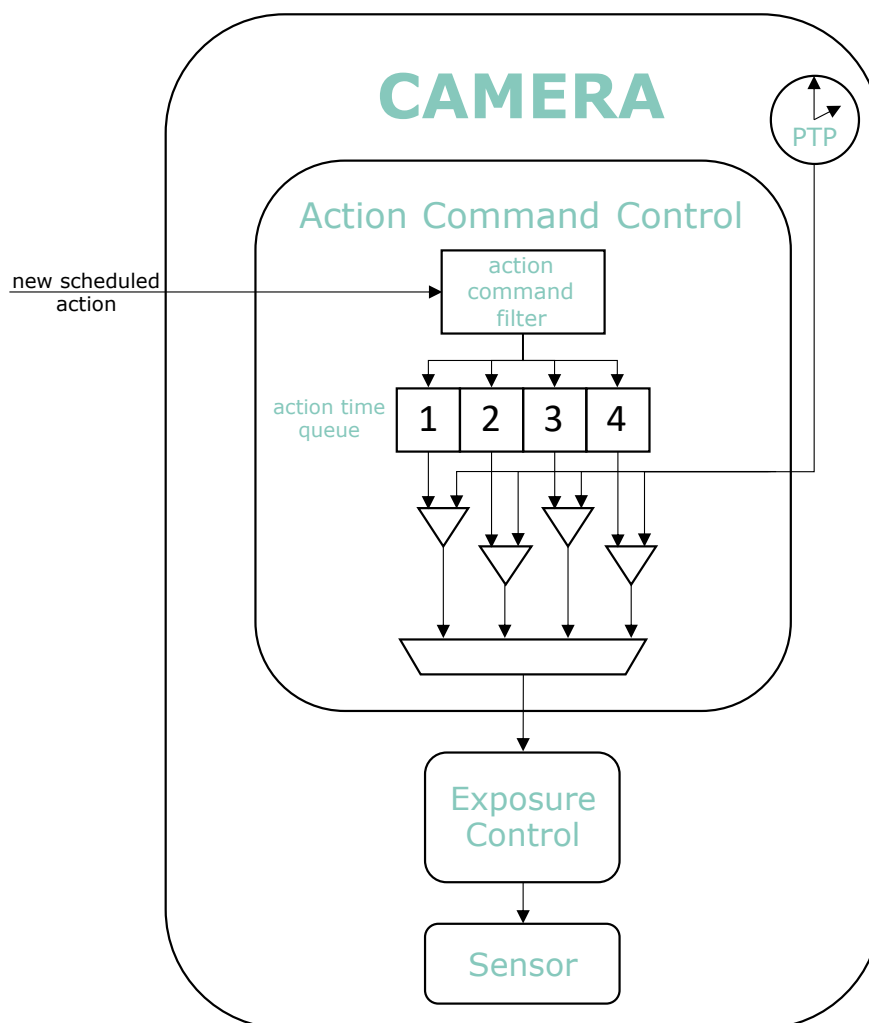 CAMERA
PTP
Action Command Control
new scheduled
action
action
command
filter
action time
queue
1 2 3 4
Exposure
Control
Sensor